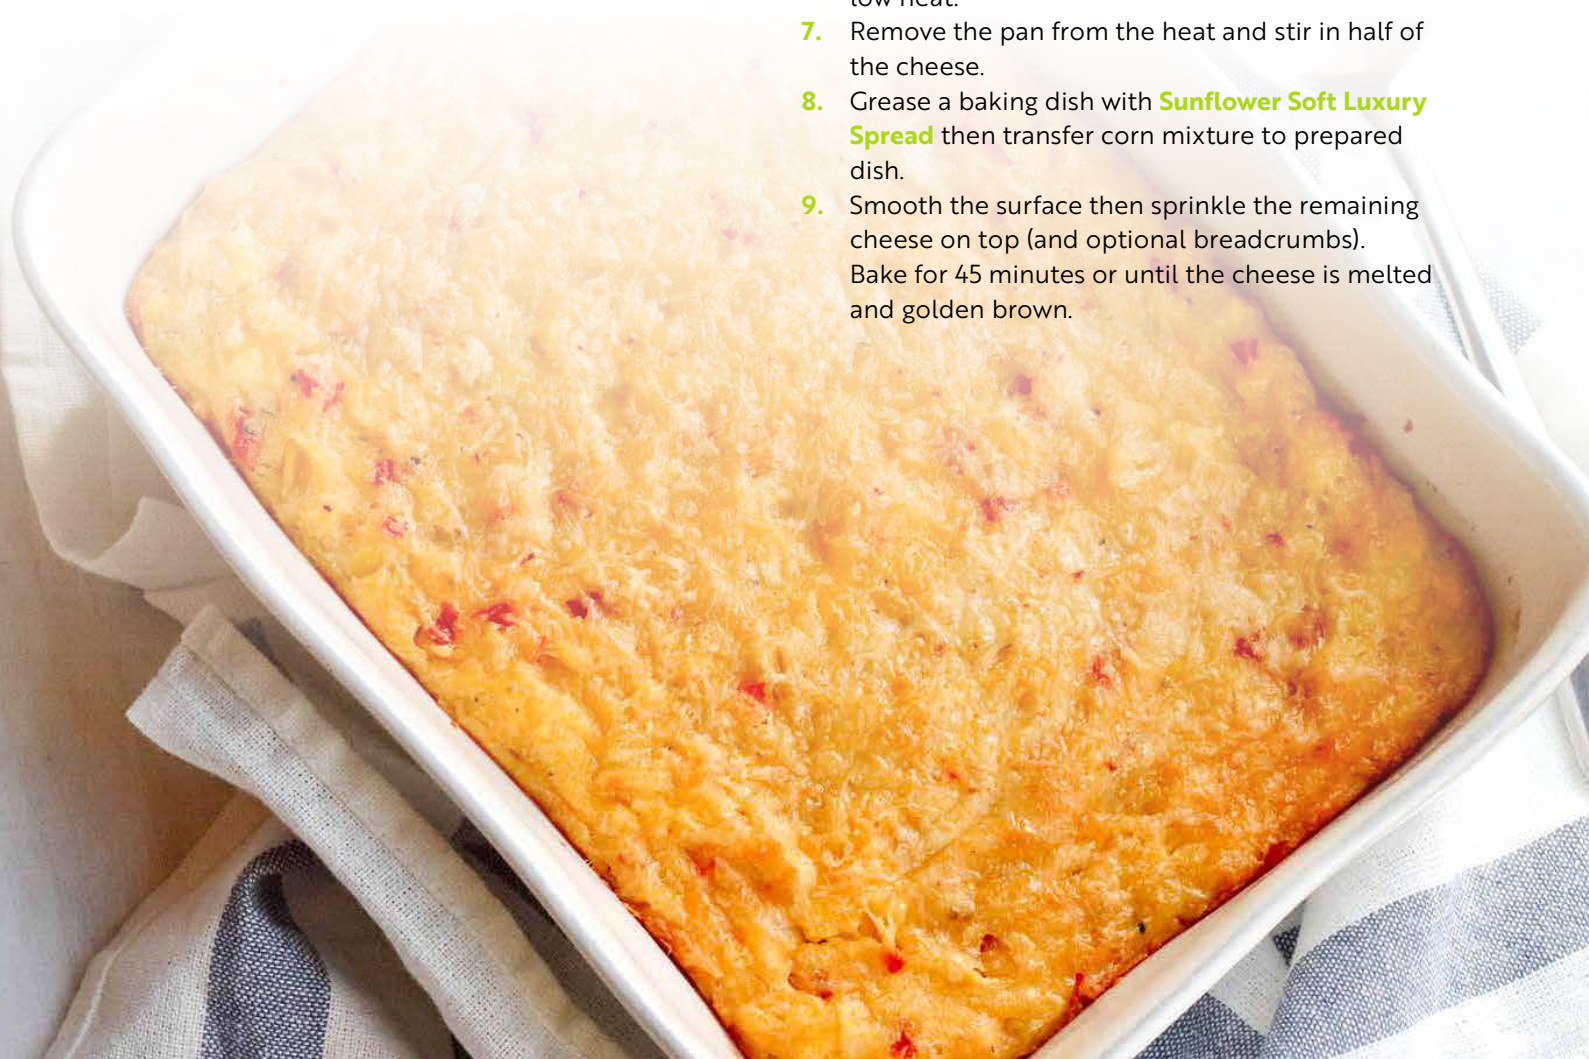 low heat.
7. Remove the pan from the heat and stir in half of
the cheese.
8. Grease a baking dish with Sunflower Soft Luxury
Spread then transfer corn mixture to prepared
dish.
9. Smooth the surface then sprinkle the remaining
cheese on top (and optional breadcrumbs).
Bake for 45 minutes or until the cheese is melted
and golden brown.